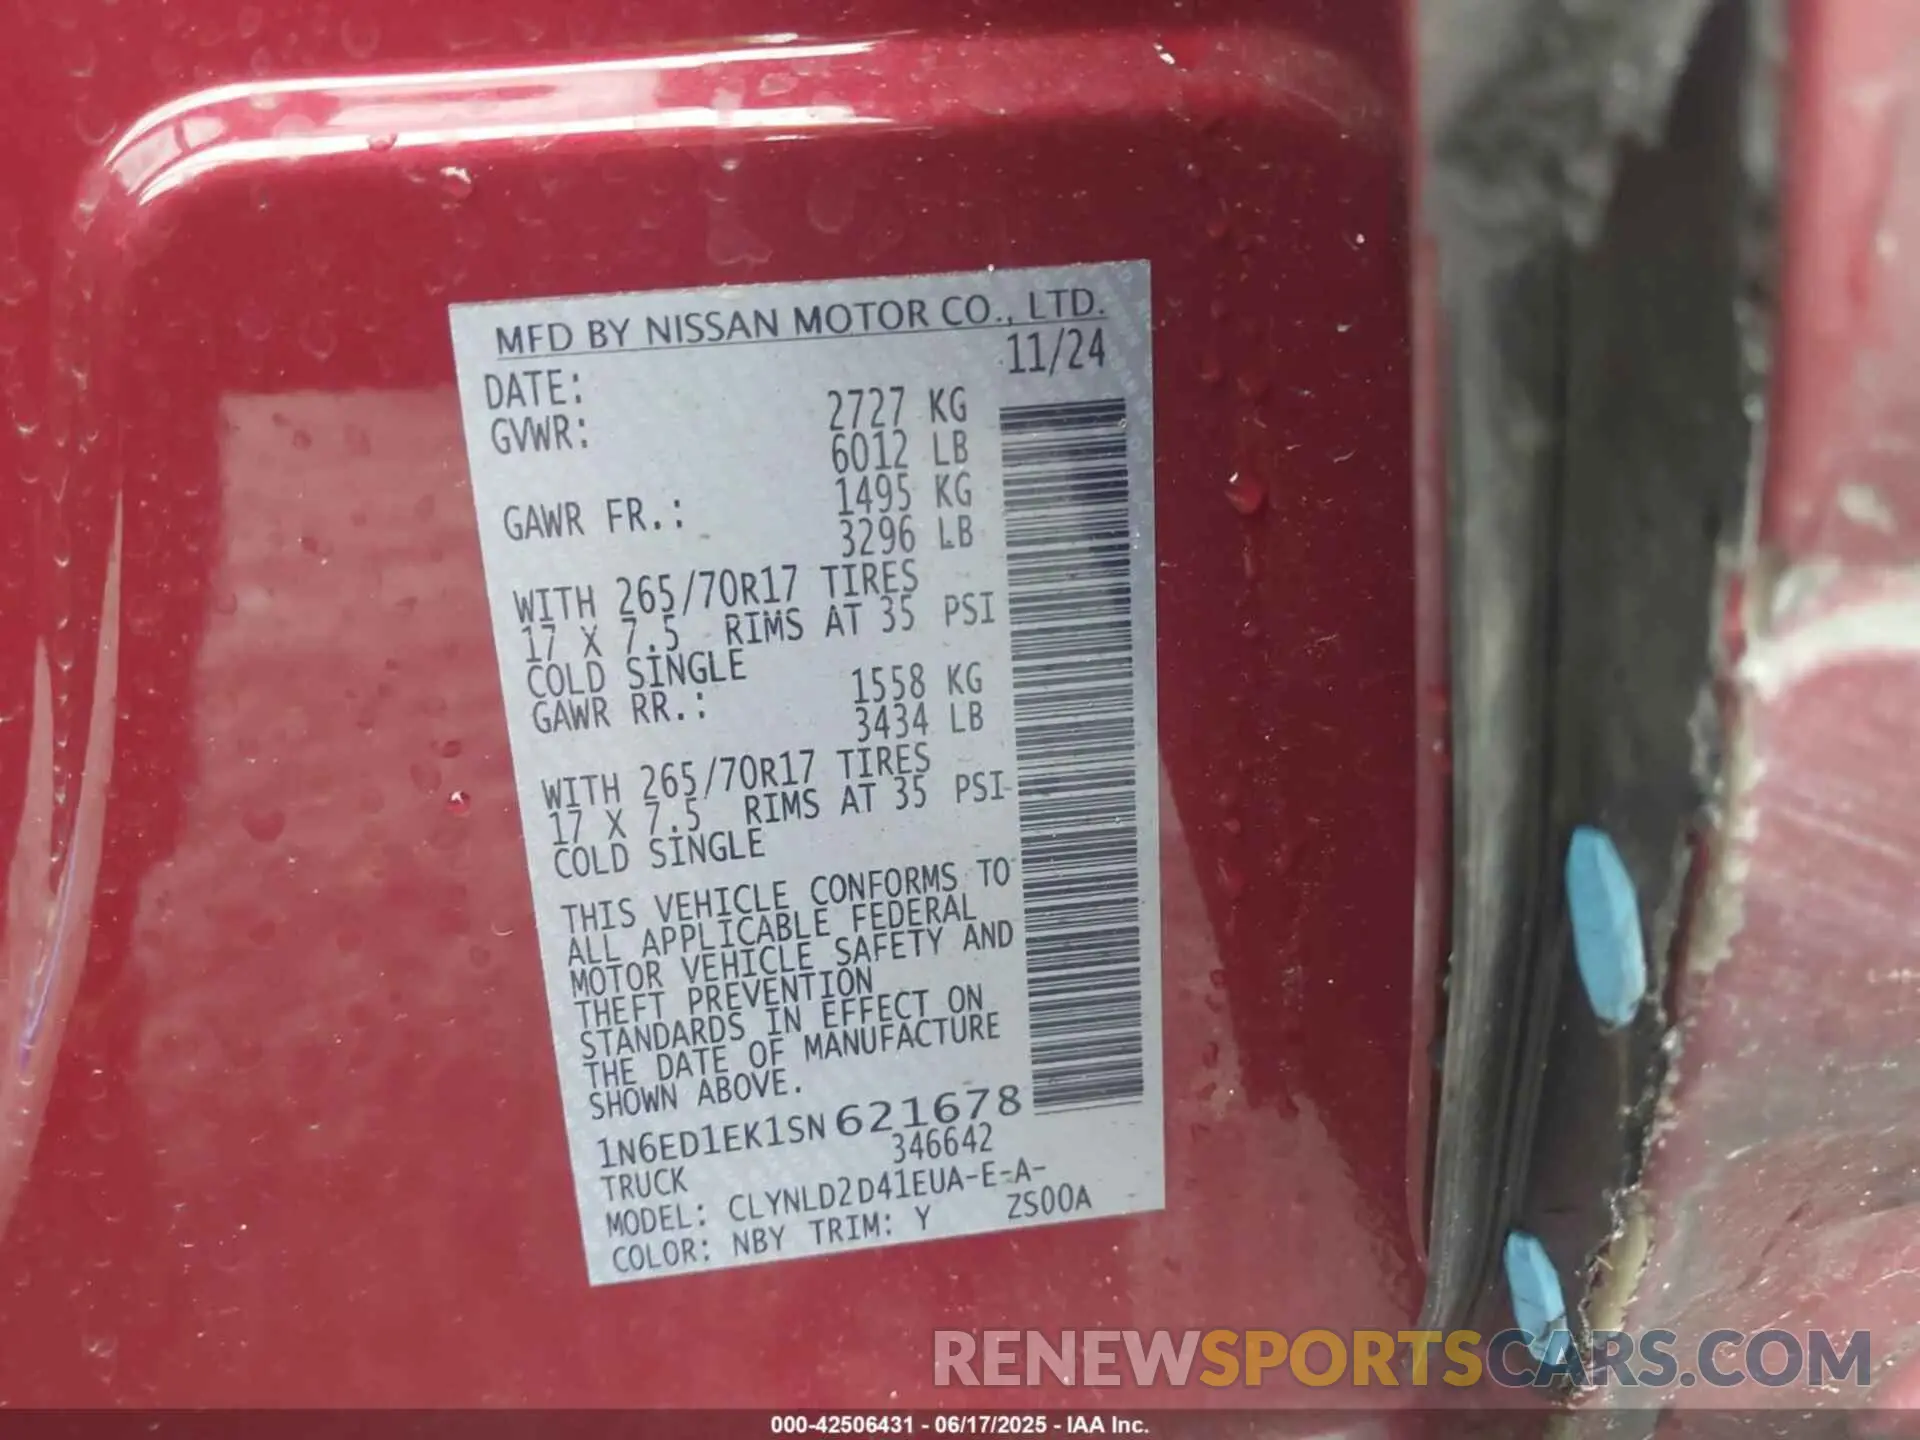 MFD BY NISSAN MOTOR CO., LTD.
DATE: 11/24
GVWR: 2727 KG
6012 LB
GAWR FR.: 1495 KG
3296 LB
WITH 265/70R17 TIRES
17 X 7.5 RIMS AT 35 PSI
COLD SINGLE
GAWR RR.: 1558 KG
3434 LB
WITH 265/70R17 TIRES
17 X 7.5 RIMS AT 35 PSI
COLD SINGLE
THIS VEHICLE CONFORMS TO
ALL APPLICABLE FEDERAL
MOTOR VEHICLE SAFETY AND
THEFT PREVENTION
STANDARDS IN EFFECT ON
THE DATE OF MANUFACTURE
SHOWN ABOVE.
1N6ED1EK1SN621678
TRUCK 346642
MODEL: CLYNLD2D41EUA-E-A-
COLOR: NBY TRIM: Y ZS00A
RENEWSPORTSCARS.COM
000-42506431 - 06/17/2025 - IAA Inc.